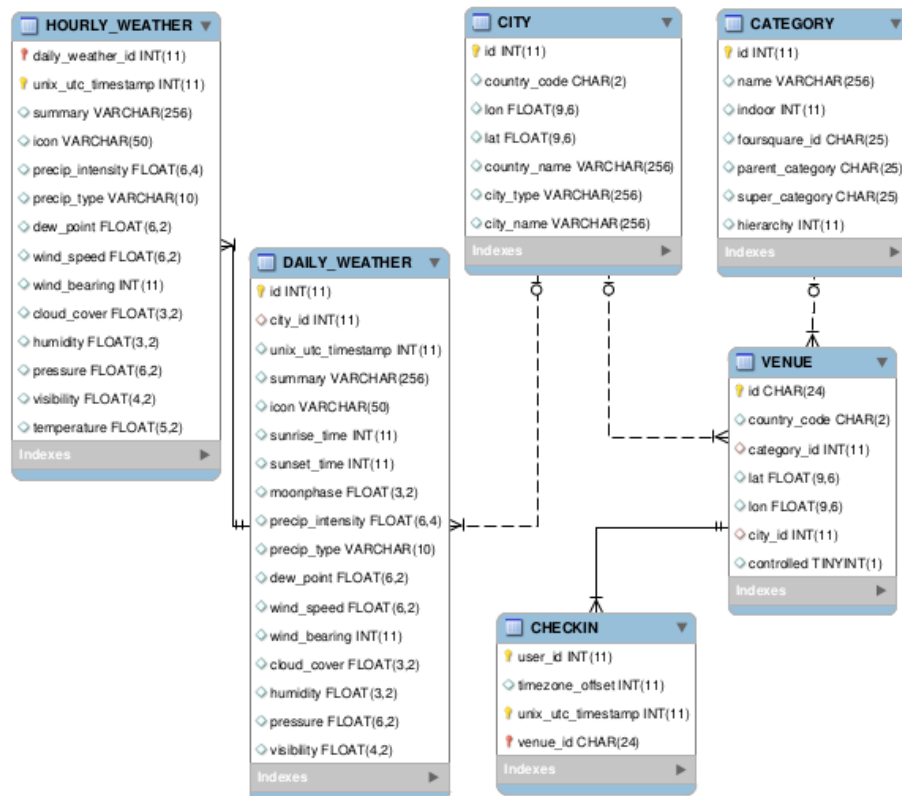 HOURLY_WEATHER
daily_weather_id INT(11)
unix_utc_timestamp INT(11)
summary VARCHAR(256)
icon VARCHAR(50)
precip_intensity FLOAT(6,4)
precip_type VARCHAR(10)
dew_point FLOAT(6,2)
wind_speed FLOAT(6,2)
wind_bearing INT(11)
cloud_cover FLOAT(3,2)
humidity FLOAT(3,2)
pressure FLOAT(6,2)
visibility FLOAT(4,2)
temperature FLOAT(5,2)
Indexes
DAILY_WEATHER
id INT(11)
city_id INT(11)
unix_utc_timestamp INT(11)
summary VARCHAR(256)
icon VARCHAR(50)
sunrise_time INT(11)
sunset_time INT(11)
moonphase FLOAT(3,2)
precip_intensity FLOAT(6,4)
precip_type VARCHAR(10)
dew_point FLOAT(6,2)
wind_speed FLOAT(6,2)
wind_bearing INT(11)
cloud_cover FLOAT(3,2)
humidity FLOAT(3,2)
pressure FLOAT(6,2)
visibility FLOAT(4,2)
Indexes
CITY
id INT(11)
country_code CHAR(2)
lon FLOAT(9,6)
lat FLOAT(9,6)
country_name VARCHAR(256)
city_type VARCHAR(256)
city_name VARCHAR(256)
Indexes
CATEGORY
id INT(11)
name VARCHAR(256)
indoor INT(11)
foursquare_id CHAR(25)
parent_category CHAR(25)
super_category CHAR(25)
hierarchy INT(11)
Indexes
VENUE
id CHAR(24)
country_code CHAR(2)
category_id INT(11)
lat FLOAT(9,6)
lon FLOAT(9,6)
city_id INT(11)
controlled TINYINT(1)
Indexes
CHECKIN
user_id INT(11)
timezone_offset INT(11)
unix_utc_timestamp INT(11)
venue_id CHAR(24)
Indexes